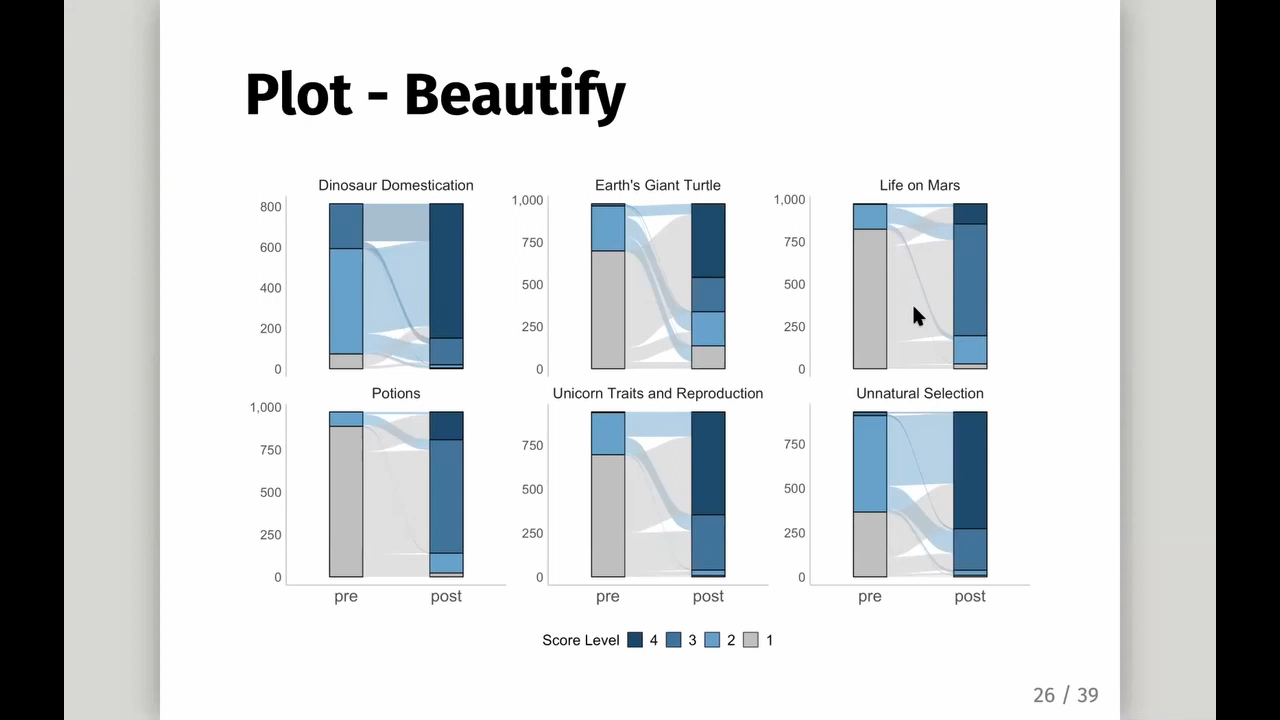 Plot - Beautify
Dinosaur Domestication
Earth's Giant Turtle
Life on Mars
800
600
400
200
0
1,000
750
500
250
0
1,000
750
500
250
0
Potions
Unicorn Traits and Reproduction
Unnatural Selection
1,000
750
500
250
0
750
500
250
0
750
500
250
0
pre post
pre post
pre post
Score Level 4 3 2 1
26 / 39